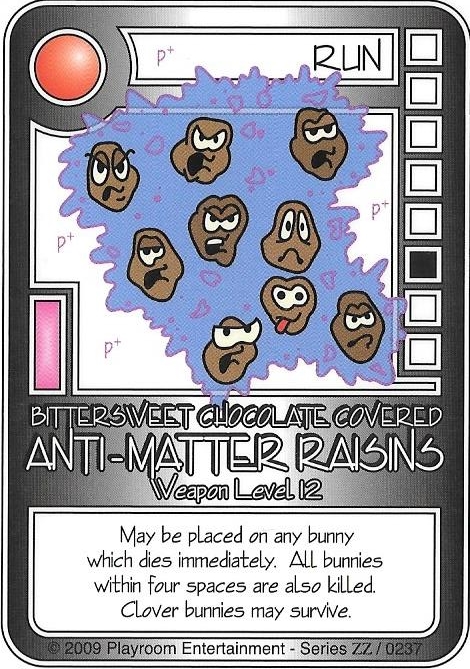 RUN
p+
p+
p+
p+
BITTERSWEET CHOCOLATE COVERED
ANTI-MATTER RAISINS
Weapon Level 12
May be placed on any bunny
which dies immediately. All bunnies
within four spaces are also killed.
Clover bunnies may survive.
© 2009 Playroom Entertainment - Series ZZ / 0237